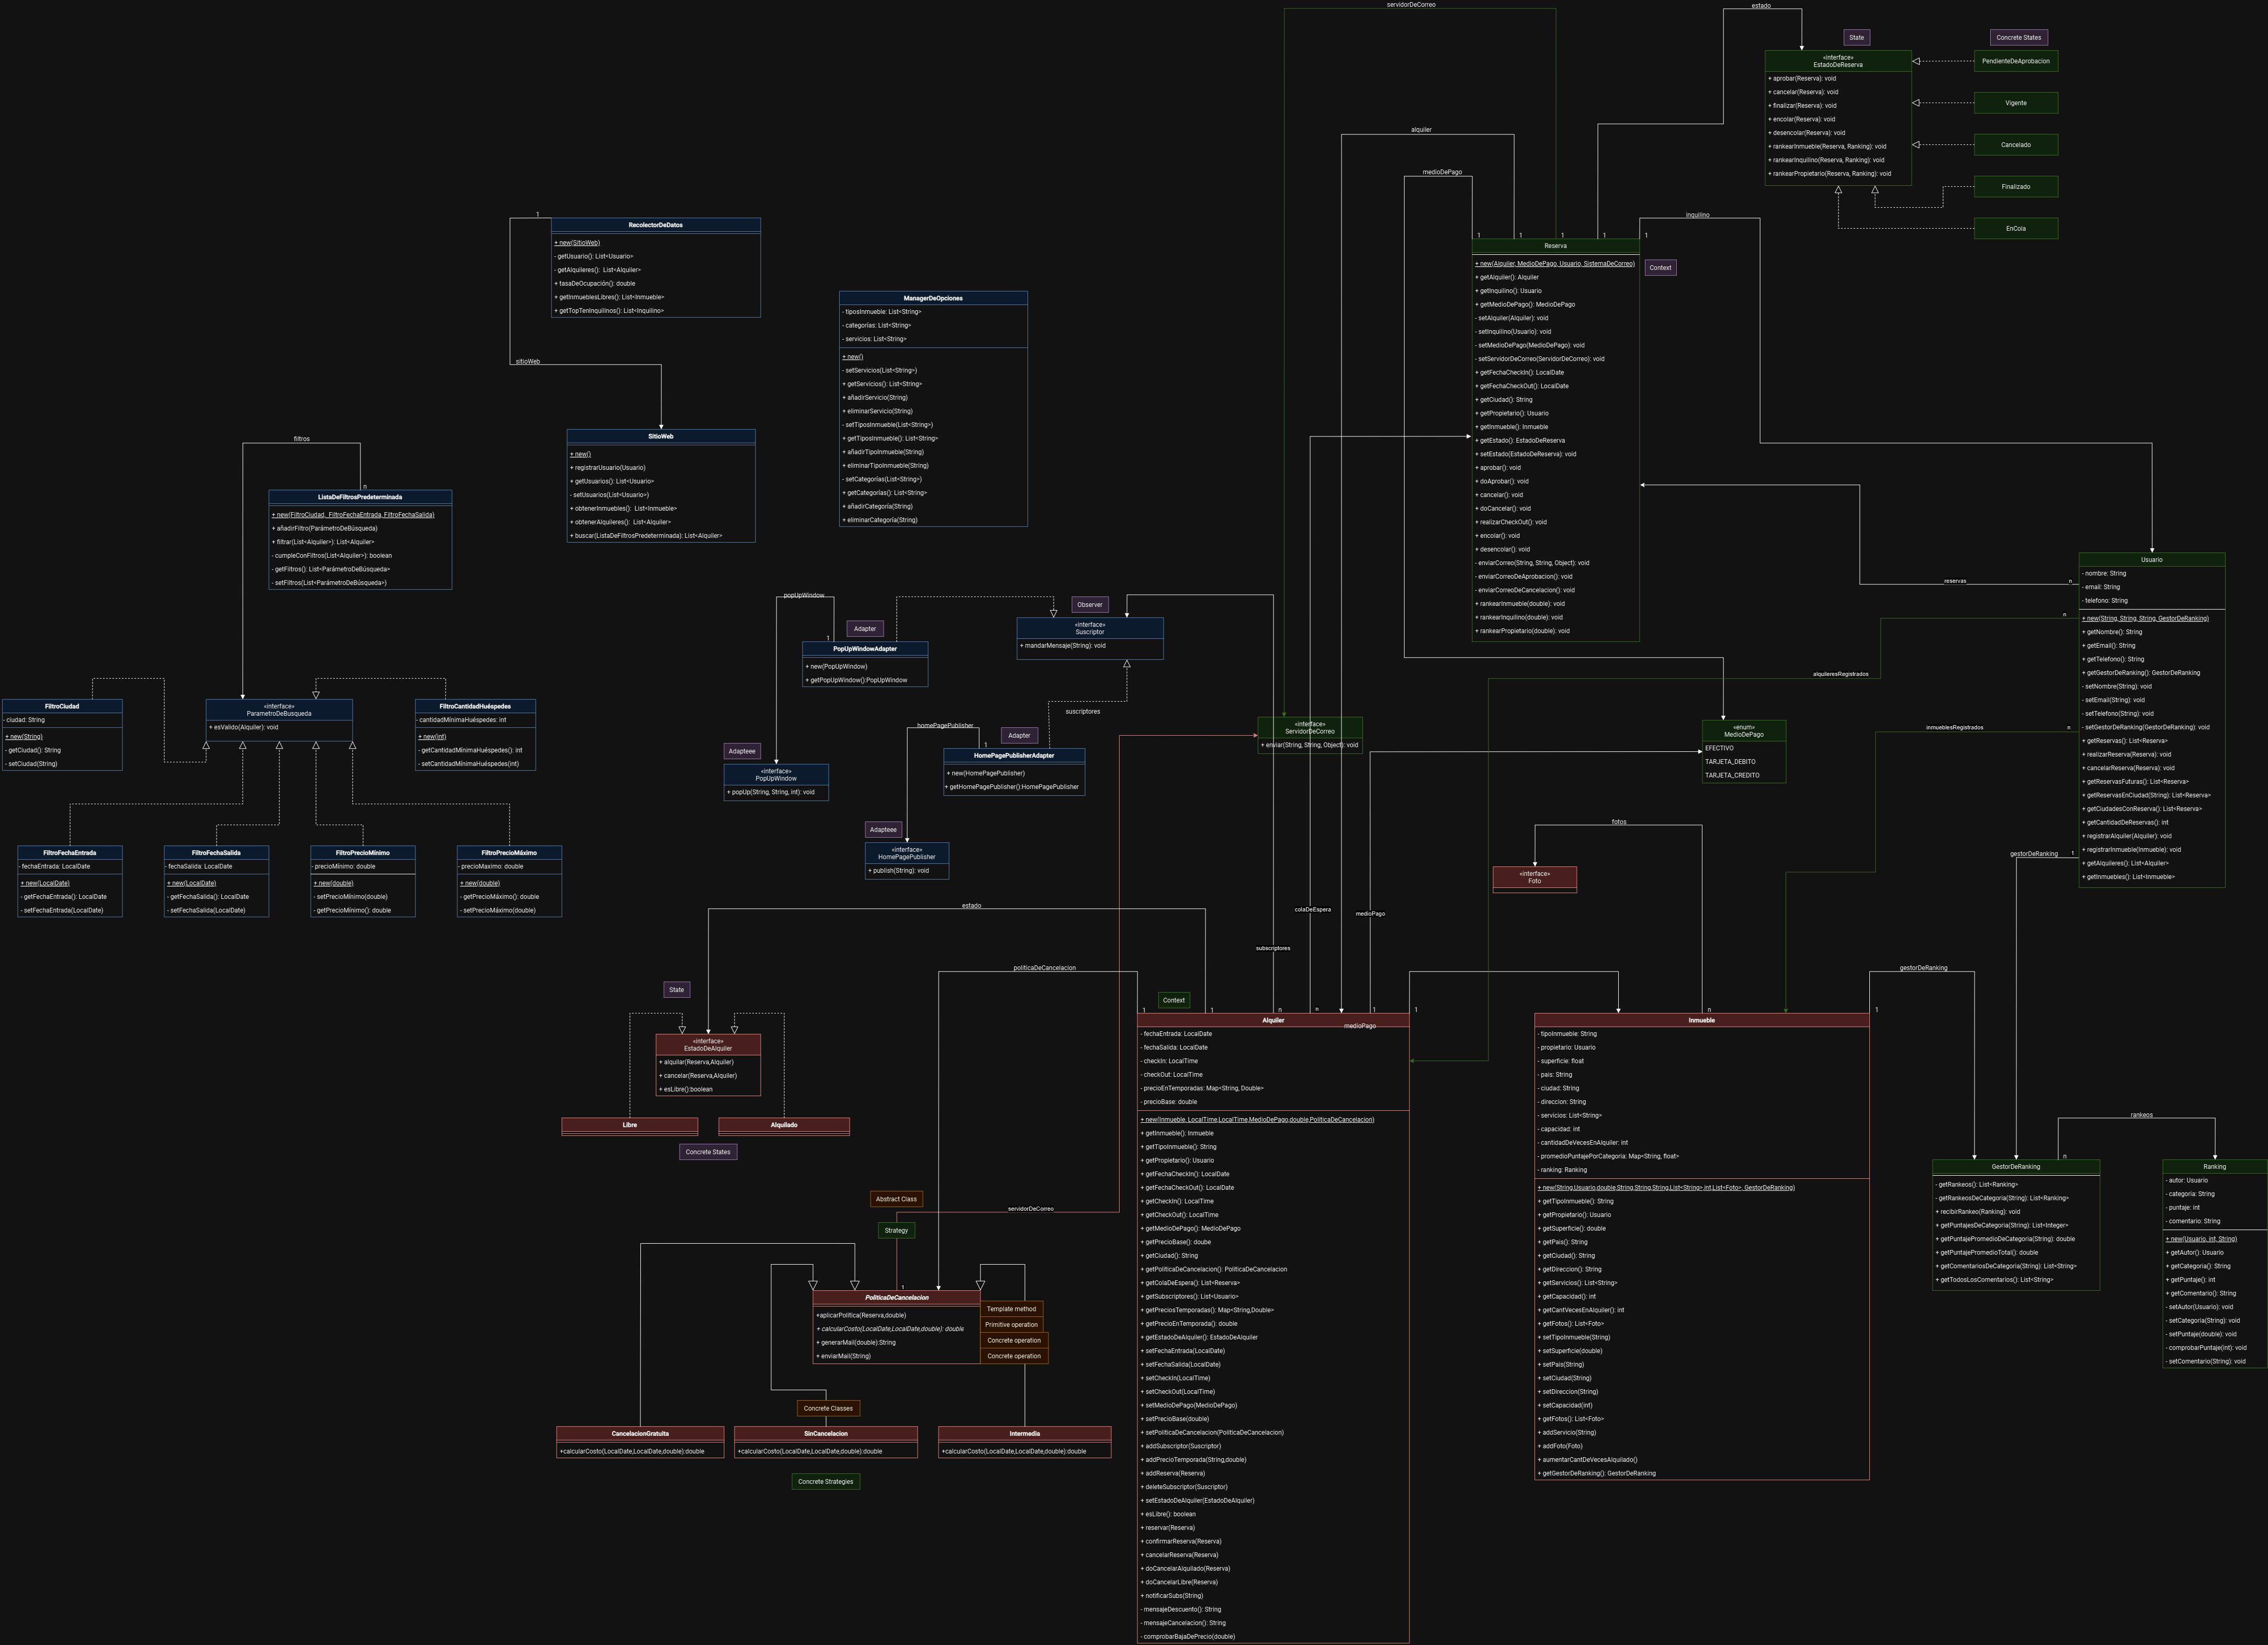 servidorDeCorreo
estado
State
Concrete States
«interface»
EstadoDeReserva
+ aprobar(Reserva): void
+ cancelar(Reserva): void
+ finalizar(Reserva): void
+ encolar(Reserva): void
+ desencolar(Reserva): void
+ rankearInmueble(Reserva, Ranking): void
+ rankearInquilino(Reserva, Ranking): void
+ rankearPropietario(Reserva, Ranking): void
PendienteDeAprobacion
Vigente
Cancelado
Finalizado
EnCola
alquiler
medioDePago
inquilino
1
1
1
1
1
Reserva
Context
+ new(Alquiler, MedioDePago, Usuario, SistemaDeCorreo)
+ getAlquiler(): Alquiler
+ getInquilino(): Usuario
+ getMedioDePago(): MedioDePago
- setAlquiler(Alquiler): void
- setInquilino(Usuario): void
- setMedioDePago(MedioDePago): void
- setServidorDeCorreo(ServidorDeCorreo): void
+ getFechaCheckIn(): LocalDate
+ getFechaCheckOut(): LocalDate
+ getCiudad(): String
+ getPropietario(): Usuario
+ getInmueble(): Inmueble
+ getEstado(): EstadoDeReserva
+ setEstado(EstadoDeReserva): void
+ aprobar(): void
+ doAprobar(): void
+ cancelar(): void
+ doCancelar(): void
+ realizarCheckOut(): void
+ encolar(): void
+ desencolar(): void
- enviarCorreo(String, String, Object): void
- enviarCorreoDeAprobacion(): void
- enviarCorreoDeCancelacion(): void
+ rankearInmueble(double): void
+ rankearInquilino(double): void
+ rankearPropietario(double): void
1
RecolectorDeDatos
+ new(SitioWeb)
- getUsuario(): List<Usuario>
- getAlquileres(): List<Alquiler>
+ tasaDeOcupación(): double
+ getInmueblesLibres(): List<Inmueble>
+ getTopTenInquilinos(): List<Inquilino>
sitioWeb
ManagerDeOpciones
- tiposInmueble: List<String>
- categorías: List<String>
- servicios: List<String>
+ new()
- setServicios(List<String>)
+ getServicios(): List<String>
+ añadirServicio(String)
+ eliminarServicio(String)
- setTiposInmueble(List<String>)
+ getTiposInmueble(): List<String>
+ añadirTipoInmueble(String)
+ eliminarTipoInmueble(String)
- setCategorías(List<String>)
+ getCategorías(): List<String>
+ añadirCategoría(String)
+ eliminarCategoría(String)
SitioWeb
+ new()
+ registrarUsuario(Usuario)
+ getUsuarios(): List<Usuario>
- setUsuarios(List<Usuario>)
+ obtenerInmuebles(): List<Inmueble>
+ obtenerAlquileres(): List<Alquiler>
+ buscar(ListaDeFiltrosPredeterminada): List<Alquiler>
filtros
n
ListaDeFiltrosPredeterminada
+ new(FiltroCiudad, FiltroFechaEntrada, FiltroFechaSalida)
+ añadirFiltro(ParámetroDeBúsqueda)
+ filtrar(List<Alquiler>): List<Alquiler>
- cumpleConFiltros(List<Alquiler>): boolean
- getFiltros(): List<ParámetroDeBúsqueda>
- setFiltros(List<ParámetroDeBúsqueda>)
FiltroCiudad
- ciudad: String
+ new(String)
- getCiudad(): String
- setCiudad(String)
«interface»
ParametroDeBusqueda
+ esValido(Alquiler): void
FiltroCantidadHuéspedes
- cantidadMínimaHuéspedes: int
+ new(int)
- getCantidadMínimaHuéspedes(): int
- setCantidadMínimaHuéspedes(int)
FiltroFechaEntrada
- fechaEntrada: LocalDate
+ new(LocalDate)
- getFechaEntrada(): LocalDate
- setFechaEntrada(LocalDate)
FiltroFechaSalida
- fechaSalida: LocalDate
+ new(LocalDate)
- getFechaSalida(): LocalDate
- setFechaSalida(LocalDate)
FiltroPrecioMínimo
- precioMínimo: double
+ new(double)
- setPrecioMínimo(double)
- getPrecioMínimo(): double
FiltroPrecioMáximo
- precioMaximo: double
+ new(double)
- getPrecioMáximo(): double
- setPrecioMáximo(double)
popUpWindow
Adapter
1
PopUpWindowAdapter
+ new(PopUpWindow)
+ getPopUpWindow():PopUpWindow
Observer
«interface»
Suscriptor
+ mandarMensaje(String): void
suscriptores
homePagePublisher
Adapter
1
HomePagePublisherAdapter
+ new(HomePagePublisher)
+ getHomePagePublisher():HomePagePublisher
Adapteee
«interface»
PopUpWindow
+ popUp(String, String, int): void
Adapteee
«interface»
HomePagePublisher
+ publish(String): void
«interface»
ServidorDeCorreo
+ enviar(String, String, Object): void
«enum»
MedioDePago
EFECTIVO
TARJETA_DEBITO
TARJETA_CREDITO
reservas
n
n
alquileresRegistrados
inmueblesRegistrados
n
gestorDeRanking
1
Usuario
- nombre: String
- email: String
- telefono: String
+ new(String, String, String, GestorDeRanking)
+ getNombre(): String
+ getEmail(): String
+ getTelefono(): String
+ getGestorDeRanking(): GestorDeRanking
- setNombre(String): void
- setEmail(String): void
- setTelefono(String): void
- setGestorDeRanking(GestorDeRanking): void
+ getReservas(): List<Reserva>
+ realizarReserva(Reserva): void
+ cancelarReserva(Reserva): void
+ getReservasFuturas(): List<Reserva>
+ getReservasEnCiudad(String): List<Reserva>
+ getCiudadesConReserva(): List<Reserva>
+ getCantidadDeReservas(): int
+ registrarAlquiler(Alquiler): void
+ registrarInmueble(Inmueble): void
+ getAlquileres(): List<Alquiler>
+ getInmuebles(): List<Inmueble>
fotos
«interface»
Foto
estado
colaDeEspera
medioPago
subscriptores
politicaDeCancelacion
gestorDeRanking
State
«interface»
EstadoDeAlquiler
+ alquilar(Reserva,Alquiler)
+ cancelar(Reserva,Alquiler)
+ esLibre():boolean
Libre
Alquilado
Concrete States
Context
1
1
n
n
1
1
Alquiler
medioPago
- fechaEntrada: LocalDate
- fechaSalida: LocalDate
- checkIn: LocalTime
- checkOut: LocalTime
- precioEnTemporadas: Map<String, Double>
- precioBase: double
+ new(Inmueble, LocalTime,LocalTime,MedioDePago,double,PoliticaDeCancelacion)
+ getInmueble(): Inmueble
+ getTipoInmueble(): String
+ getPropietario(): Usuario
+ getFechaCheckIn(): LocalDate
+ getFechaCheckOut(): LocalDate
+ getCheckIn(): LocalTime
+ getCheckOut(): LocalTime
+ getMedioDePago(): MedioDePago
+ getPrecioBase(): doube
+ getCiudad(): String
+ getPoliticaDeCancelacion(): PoliticaDeCancelacion
+ getColaDeEspera(): List<Reserva>
+ getSubscriptores(): List<Usuario>
+ getPreciosTemporadas(): Map<String,Double>
+ getPrecioEnTemporada(): double
+ getEstadoDeAlquiler(): EstadoDeAlquiler
+ setFechaEntrada(LocalDate)
+ setFechaSalida(LocalDate)
+ setCheckIn(LocalTime)
+ setCheckOut(LocalTime)
+ setMedioDePago(MedioDePago)
+ setPrecioBase(double)
+ setPoliticaDeCancelacion(PoliticaDeCancelacion)
+ addSubscriptor(Suscriptor)
+ addPrecioTemporada(String,double)
+ addReserva(Reserva)
+ deleteSubscriptor(Suscriptor)
+ setEstadoDeAlquiler(EstadoDeAlquiler)
+ esLibre(): boolean
+ reservar(Reserva)
+ confirmarReserva(Reserva)
+ cancelarReserva(Reserva)
+ doCancelarAlquilado(Reserva)
+ doCancelarLibre(Reserva)
+ notificarSubs(String)
- mensajeDescuento(): String
- mensajeCancelacion(): String
- comprobarBajaDePrecio(double)
n
1
Inmueble
- tipoInmueble: String
- propietario: Usuario
- superficie: float
- pais: String
- ciudad: String
- direccion: String
- servicios: List<String>
- capacidad: int
- cantidadDeVecesEnAlquiler: int
- promedioPuntajePorCategoria: Map<String, float>
- ranking: Ranking
+ new(String,Usuario,double,String,String,String,List<String>,int,List<Foto>, GestorDeRanking)
+ getTipoInmueble(): String
+ getPropietario(): Usuario
+ getSuperficie(): double
+ getPais(): String
+ getCiudad(): String
+ getDireccion(): String
+ getServicios(): List<String>
+ getCapacidad(): int
+ getCantVecesEnAlquiler(): int
+ getFotos(): List<Foto>
+ setTipoInmueble(String)
+ setSuperficie(double)
+ setPais(String)
+ setCiudad(String)
+ setDireccion(String)
+ setCapacidad(int)
+ getFotos(): List<Foto>
+ addServicio(String)
+ addFoto(Foto)
+ aumentarCantDeVecesAlquilado()
+ getGestorDeRanking(): GestorDeRanking
rankeos
n
GestorDeRanking
- getRankeos(): List<Ranking>
- getRankeosDeCategoria(String): List<Ranking>
+ recibirRankeo(Ranking): void
+ getPuntajesDeCategoria(String): List<Integer>
+ getPuntajePromedioDeCategoria(String): double
+ getPuntajePromedioTotal(): double
+ getComentariosDeCategoria(String): List<String>
+ getTodosLosComentarios(): List<String>
Ranking
- autor: Usuario
- categoria: String
- puntaje: int
- comentario: String
+ new(Usuario, int, String)
+ getAutor(): Usuario
+ getCategoria(): String
+ getPuntaje(): int
+ getComentario(): String
- setAutor(Usuario): void
- setCategoria(String): void
- setPuntaje(double): void
- comprobarPuntaje(int): void
- setComentario(String): void
Abstract Class
servidorDeCorreo
Strategy
1
PoliticaDeCancelacion
+aplicarPolitica(Reserva,double)
+ calcularCosto(LocalDate,LocalDate,double): double
+ generarMail(double):String
+ enviarMail(String)
Template method
Primitive operation
Concrete operation
Concrete operation
Concrete Classes
CancelacionGratuita
+calcularCosto(LocalDate,LocalDate,double):double
SinCancelacion
+calcularCosto(LocalDate,LocalDate,double):double
Intermedia
+calcularCosto(LocalDate,LocalDate,double):double
Concrete Strategies